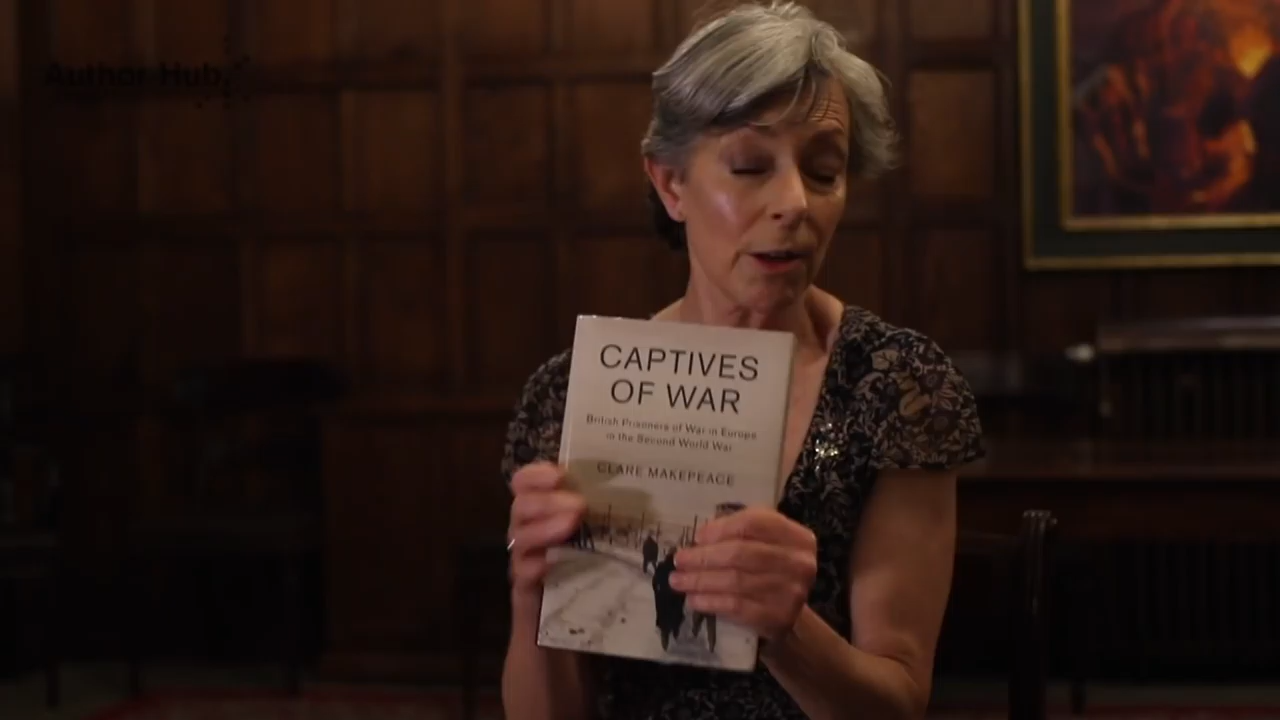 Author Hub
CAPTIVES
OF WAR
British Prisoners of War in Europe
in the Second World War
CLARE MAKEPEACE